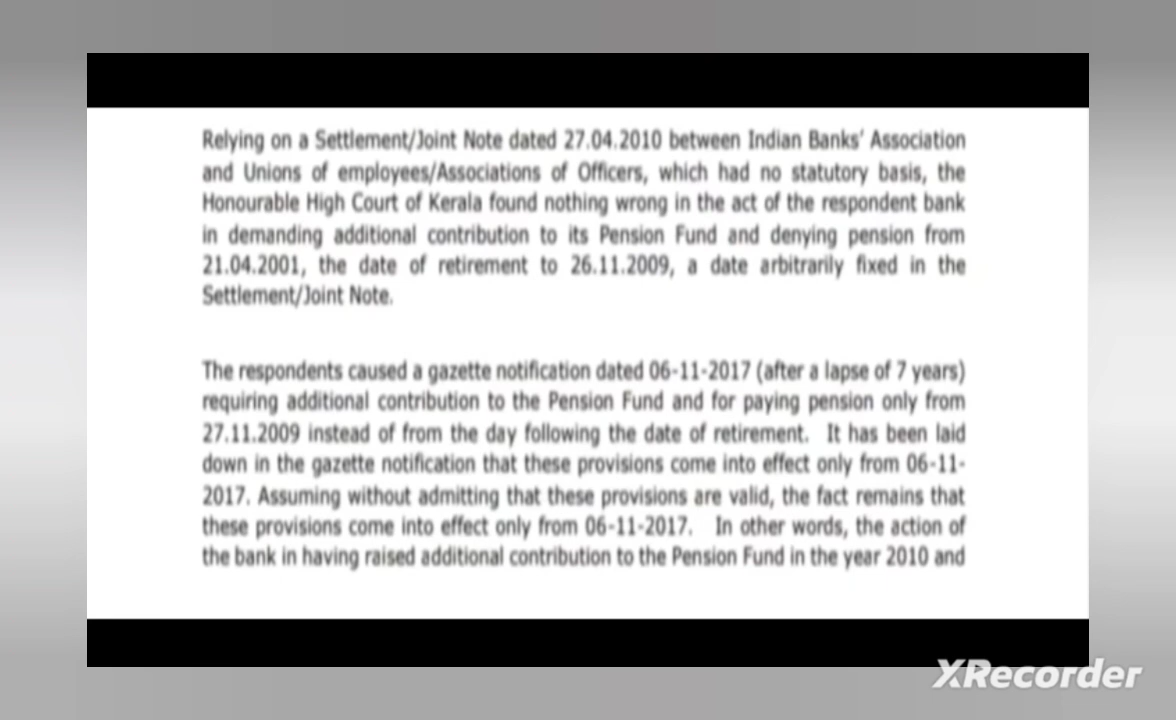 Relying on a Settlement/Joint Note dated 27.04.2010 between Indian Banks' Association
and Unions of employees/Associations of Officers, which had no statutory basis, the
Honourable High Court of Kerala found nothing wrong in the act of the respondent bank
in demanding additional contribution to its Pension Fund and denying pension from
21.04.2001, the date of retirement to 26.11.2009, a date arbitrarily fixed in the
Settlement/Joint Note.
The respondents caused a gazette notification dated 06-11-2017 (after a lapse of 7 years)
requiring additional contribution to the Pension Fund and for paying pension only from
27.11.2009 instead of from the day following the date of retirement. It has been laid
down in the gazette notification that these provisions come into effect only from 06-11-
2017. Assuming without admitting that these provisions are valid, the fact remains that
these provisions come into effect only from 06-11-2017. In other words, the action of
the bank in having raised additional contribution to the Pension Fund in the year 2010 and
XRecorder